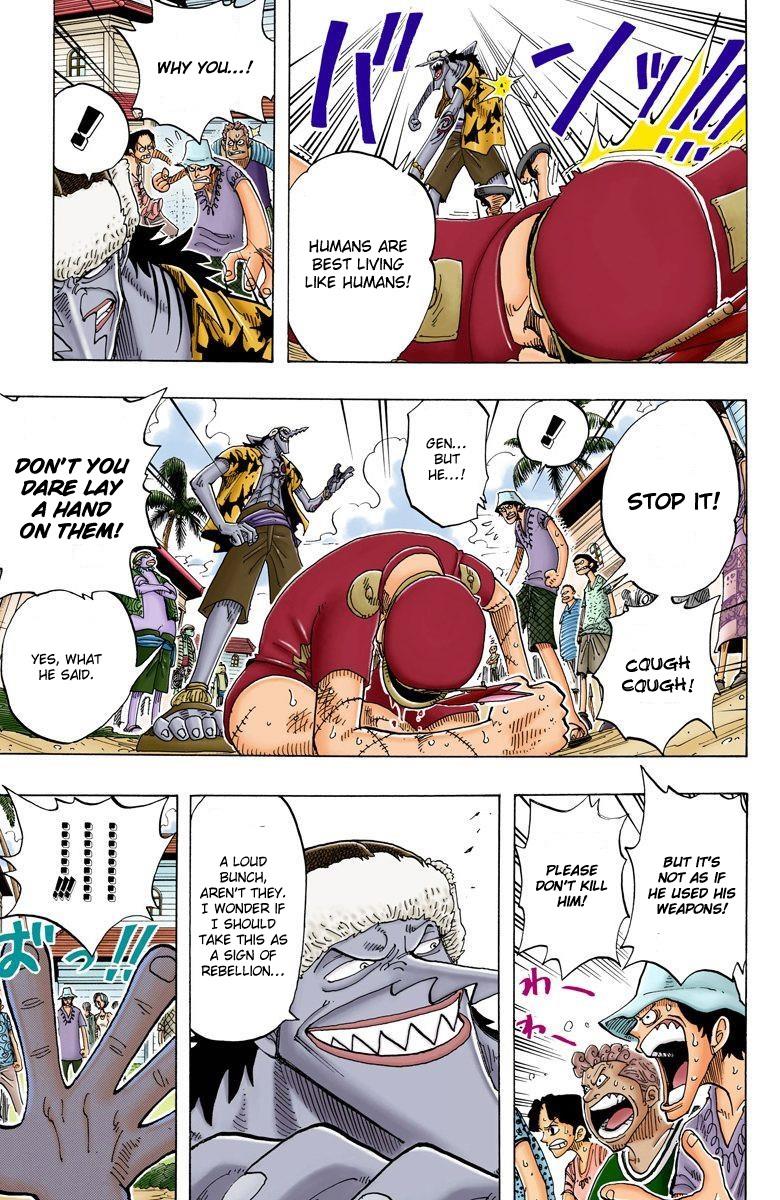 バンッ!!!
HUMANS ARE
BEST LIVING
LIKE HUMANS!
WHY YOU...!
!
STOP IT!
COUGH
COUGH!
!
GEN...
BUT
HE...!
DON'T YOU
DARE LAY
A HAND
ON THEM!
YES, WHAT
HE SAID.
BUT IT'S
NOT AS IF
HE USED HIS
WEAPONS!
PLEASE
DON'T KILL
HIM!
わー
わー
A LOUD
BUNCH,
AREN'T THEY.
I WONDER IF
I SHOULD
TAKE THIS AS
A SIGN OF
REBELLION...
ばっ!!